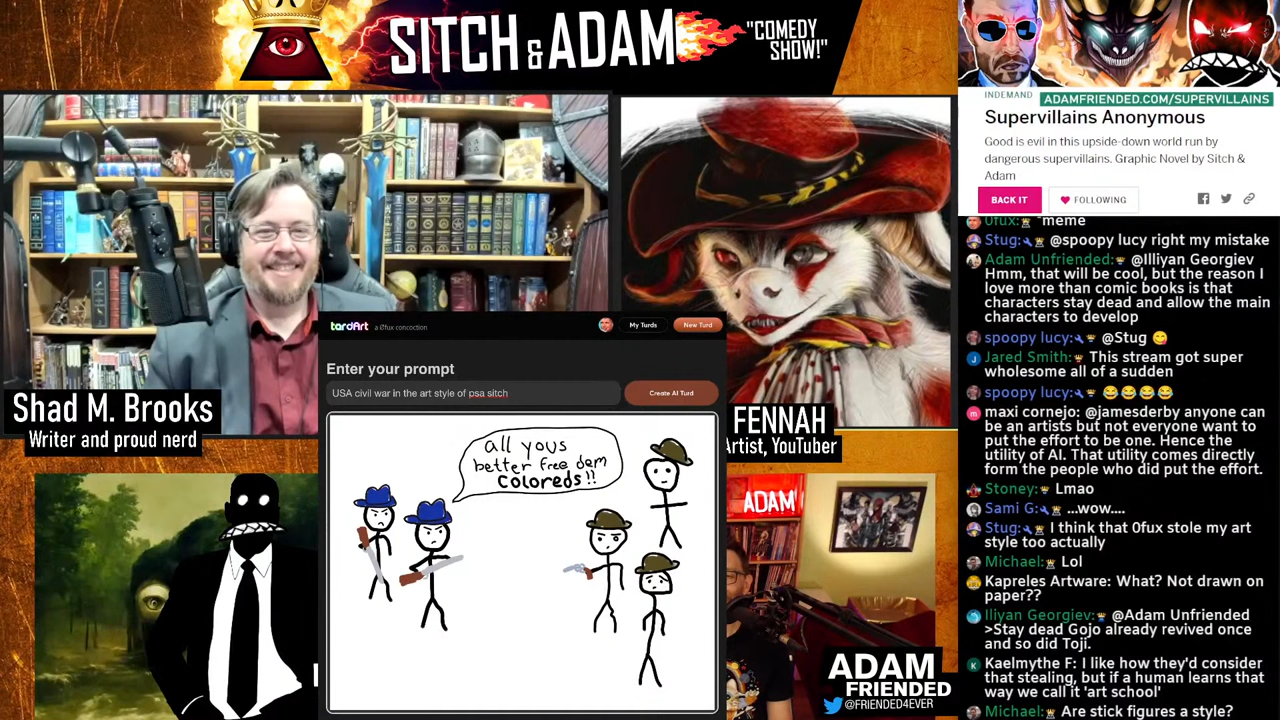 SITCH & ADAM
"COMEDY
SHOW!"
INDEMAND
ADAMFRIENDED.COM/SUPERVILLAINS
Supervillains Anonymous
Good is evil in this upside-down world run by
dangerous supervillains. Graphic Novel by Sitch &
Adam
BACK IT
FOLLOWING
Shad M. Brooks
Writer and proud nerd
tardArt
a 0fux concoction
My Turds
New Turd
Enter your prompt
USA civil war in the art style of psa sitch
Create AI Turd
all yous
better free dem
coloreds!!
FENNAH
Artist, YouTuber
ADAM
ADAM
FRIENDED
@FRIENDED4EVER
0fux: "meme
Stug: @spoopy lucy right my mistake
Adam Unfriended: @Illiyan Georgiev
Hmm, that will be cool, but the reason I
love more than comic books is that
characters stay dead and allow the main
characters to develop
spoopy lucy: @Stug 😋
Jared Smith: This stream got super
wholesome all of a sudden
spoopy lucy: 😂😂😂😂
maxi cornejo: @jamesderby anyone can
be an artists but not everyone want to
put the effort to be one. Hence the
utility of AI. That utility comes directly
form the people who did put the effort.
Stoney: Lmao
Sami G: ...wow....
Stug: I think that 0fux stole my art
style too actually
Michael: Lol
Kapreles Artware: What? Not drawn on
paper??
Iliyan Georgiev: @Adam Unfriended
>Stay dead Gojo already revived once
and so did Toji.
Kaelmythe F: I like how they'd consider
that stealing, but if a human learns that
way we call it 'art school'
Michael: Are stick figures a style?